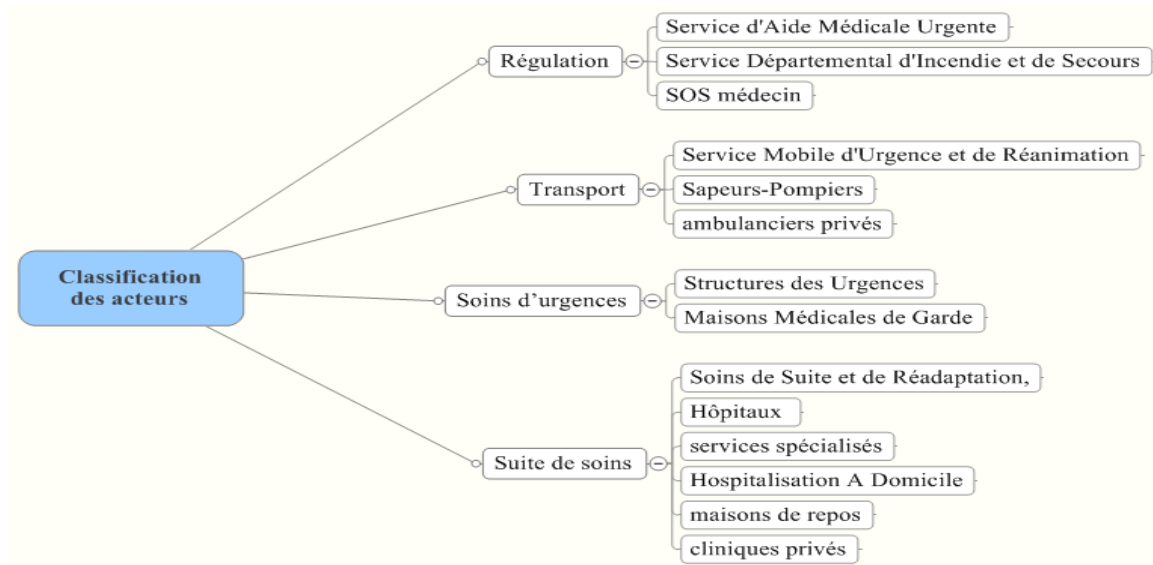 Classification
des acteurs
Régulation
Service d'Aide Médicale Urgente
Service Départemental d'Incendie et de Secours
SOS médecin
Transport
Service Mobile d'Urgence et de Réanimation
Sapeurs-Pompiers
ambulanciers privés
Soins d’urgences
Structures des Urgences
Maisons Médicales de Garde
Suite de soins
Soins de Suite et de Réadaptation,
Hôpitaux
services spécialisés
Hospitalisation A Domicile
maisons de repos
cliniques privés